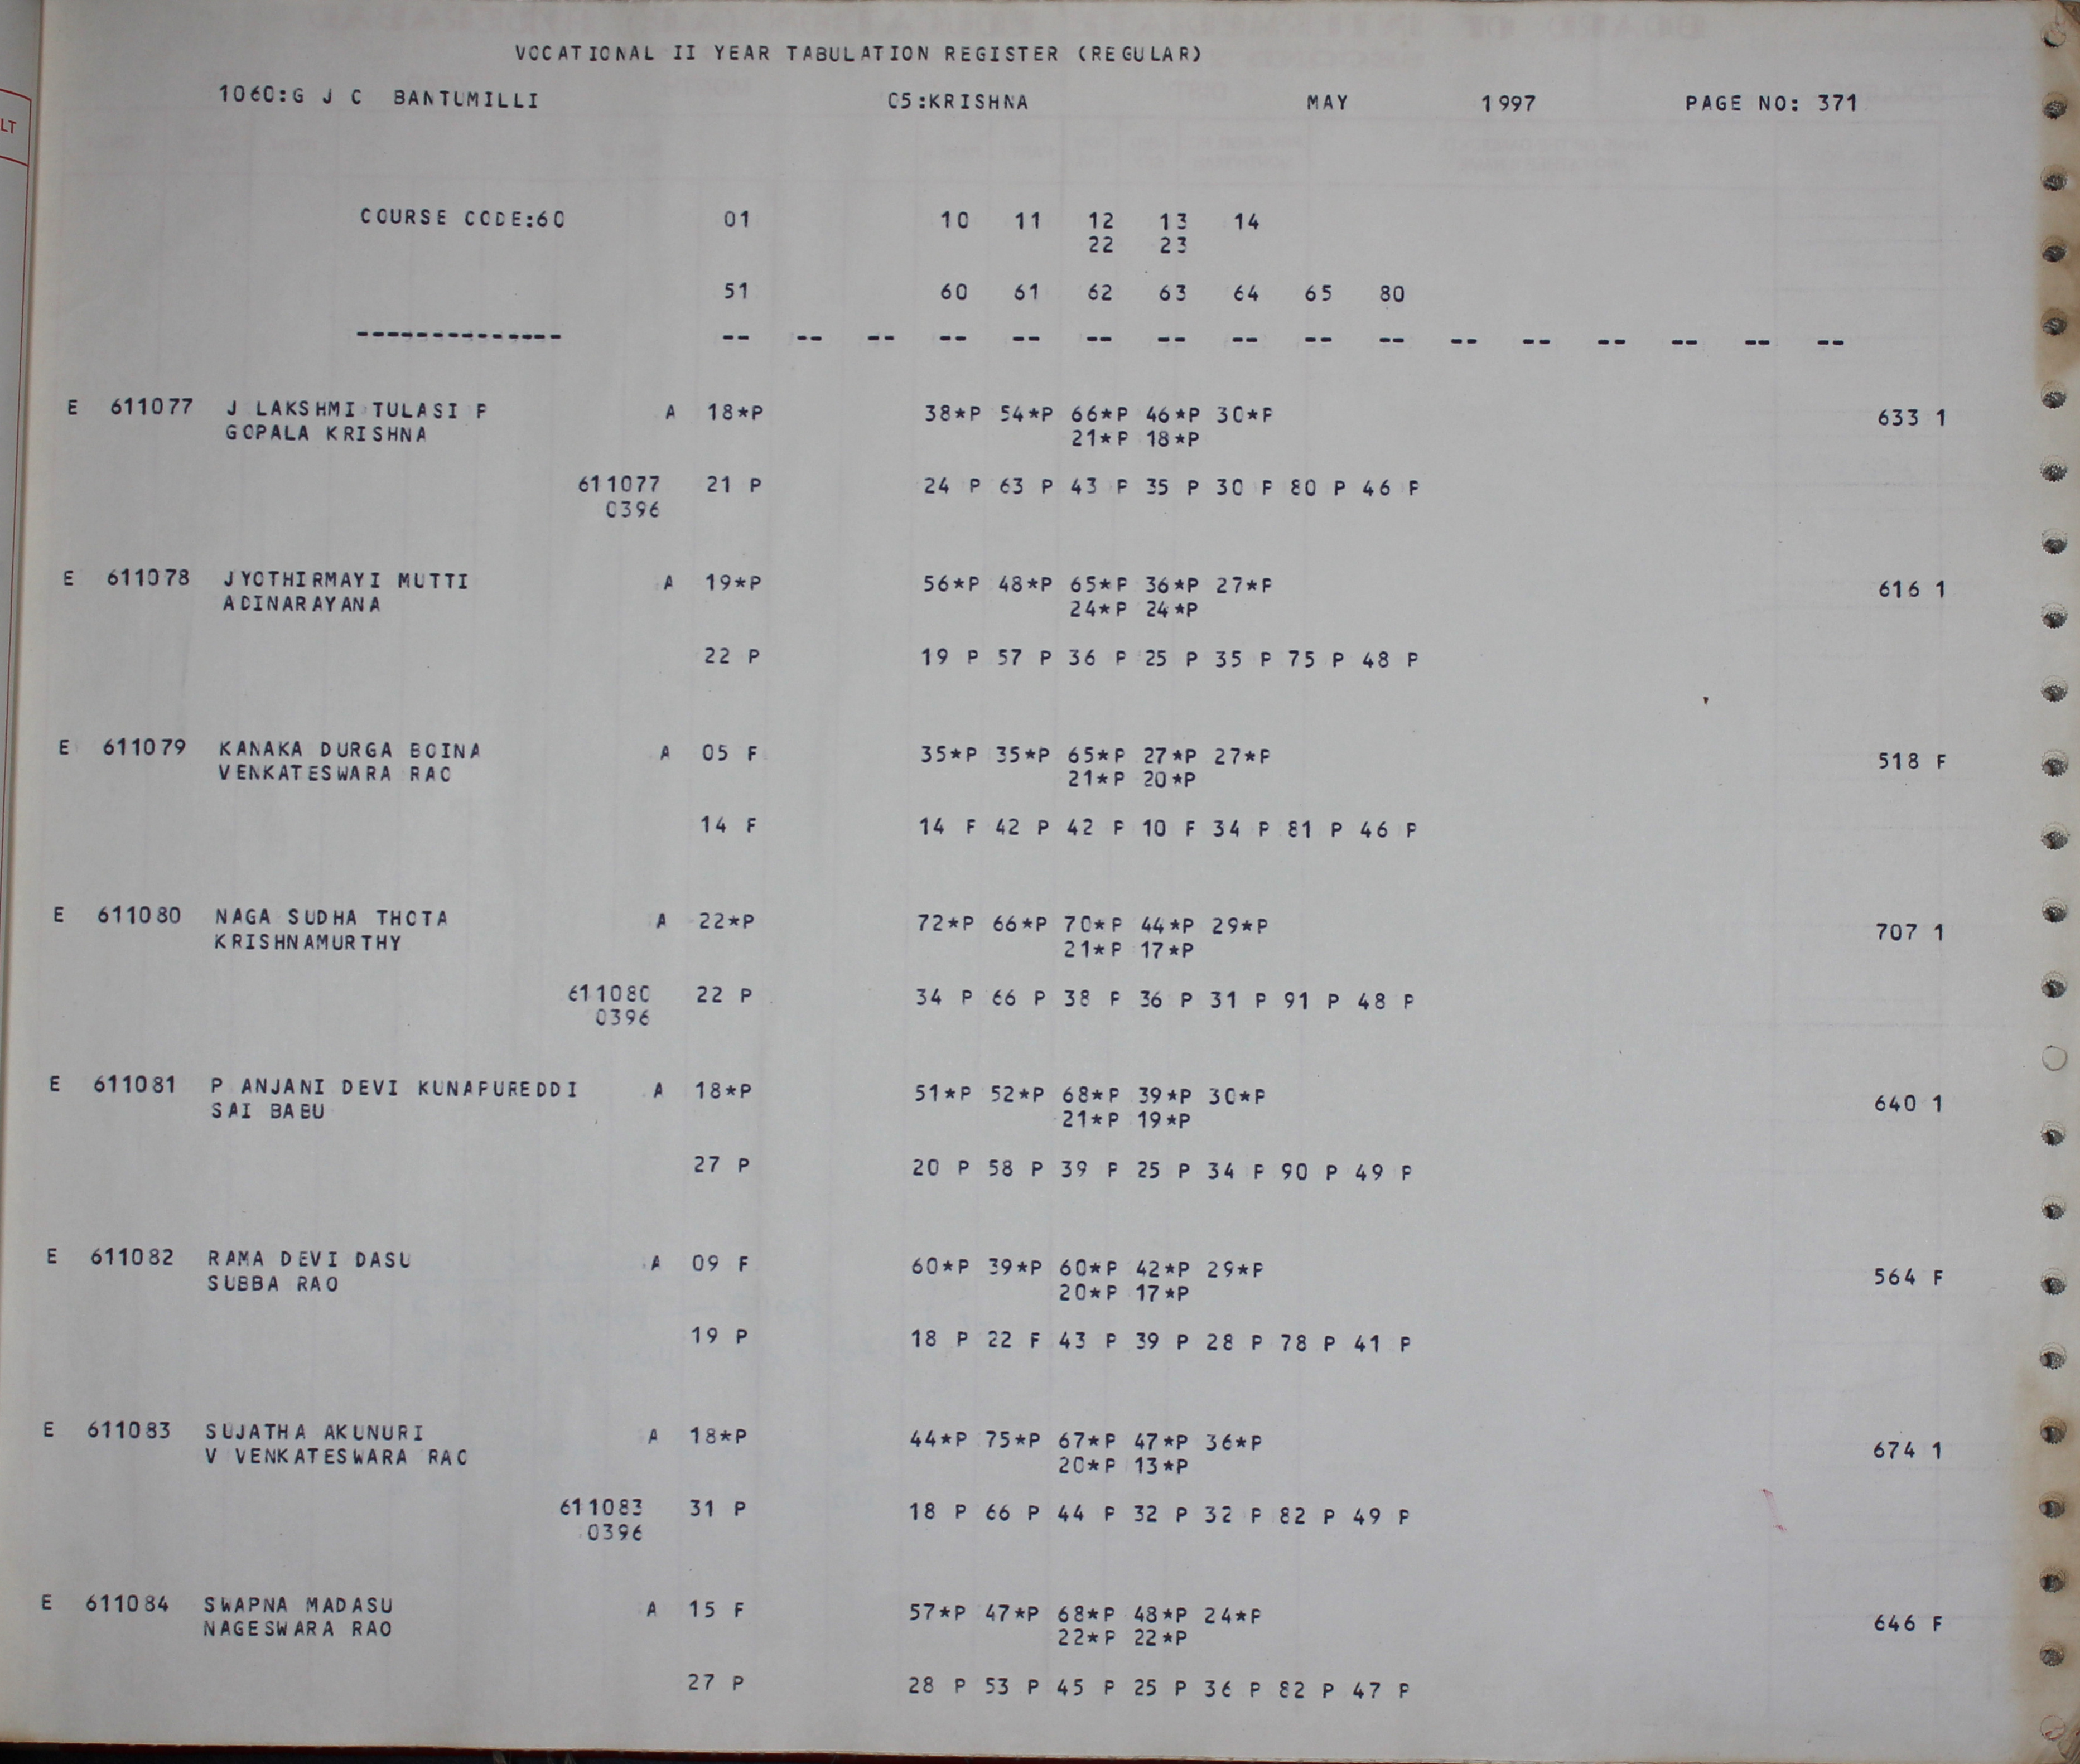 VOCATIONAL II YEAR TABULATION REGISTER (REGULAR)
1060:G J C BANTUMILLI 05:KRISHNA MAY 1997 PAGE NO: 371
LT
COURSE CODE:60 01 10 11 12 13 14
22 23
51 60 61 62 63 64 65 80
-------------- -- -- -- -- -- -- -- -- -- -- -- -- -- -- -- --
E 611077 J LAKSHMI TULASI P A 18*P 38*P 54*P 66*P 46*P 30*P 633 1
GOPALA KRISHNA 21*P 18*P
611077 21 P 24 P 63 P 43 P 35 P 30 P 80 P 46 P
0396
E 611078 JYOTHIRMAYI MUTTI A 19*P 56*P 48*P 65*P 36*P 27*P 616 1
ADINARAYANA 24*P 24*P
22 P 19 P 57 P 36 P 25 P 35 P 75 P 48 P
E 611079 KANAKA DURGA BOINA A 05 F 35*P 35*P 65*P 27*P 27*P 518 F
VENKATESWARA RAO 21*P 20*P
14 F 14 F 42 P 42 P 10 F 34 P 81 P 46 P
E 611080 NAGA SUDHA THOTA A 22*P 72*P 66*P 70*P 44*P 29*P 707 1
KRISHNAMURTHY 21*P 17*P
611080 22 P 34 P 66 P 38 P 36 P 31 P 91 P 48 P
0396
E 611081 P ANJANI DEVI KUNAPUREDDI A 18*P 51*P 52*P 68*P 39*P 30*P 640 1
SAI BABU 21*P 19*P
27 P 20 P 58 P 39 P 25 P 34 P 90 P 49 P
E 611082 RAMA DEVI DASU A 09 F 60*P 39*P 60*P 42*P 29*P 564 F
SUBBA RAO 20*P 17*P
19 P 18 P 22 F 43 P 39 P 28 P 78 P 41 P
E 611083 SUJATHA AKUNURI A 18*P 44*P 75*P 67*P 47*P 36*P 674 1
V VENKATESWARA RAO 20*P 13*P
611083 31 P 18 P 66 P 44 P 32 P 32 P 82 P 49 P
0396
E 611084 SWAPNA MADASU A 15 F 57*P 47*P 68*P 48*P 24*P 646 F
NAGESWARA RAO 22*P 22*P
27 P 28 P 53 P 45 P 25 P 36 P 82 P 47 P